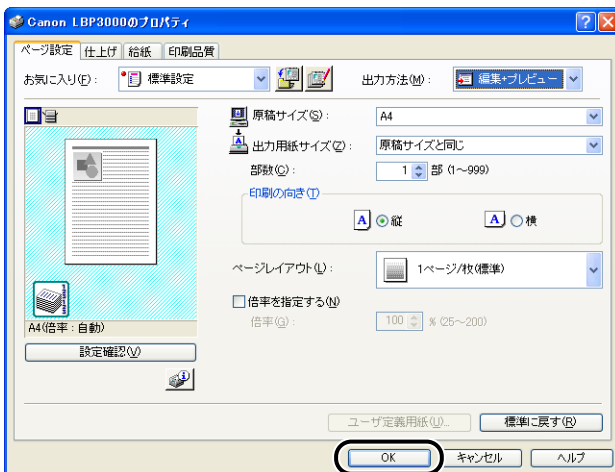 Canon LBP3000のプロパティ
ページ設定 仕上げ 給紙 印刷品質
お気に入り(F): 標準設定 出力方法(M): 編集+プレビュー
原稿サイズ(S): A4
出力用紙サイズ(Z): 原稿サイズと同じ
部数(C): 1 部 (1~999)
印刷の向き(T)
A 縦 A 横
ページレイアウト(L): 1ページ/枚(標準)
倍率を指定する(N)
倍率(G): 100 % (25~200)
A4(倍率:自動)
設定確認(V)
ユーザ定義用紙(U)... 標準に戻す(R)
OK キャンセル ヘルプ